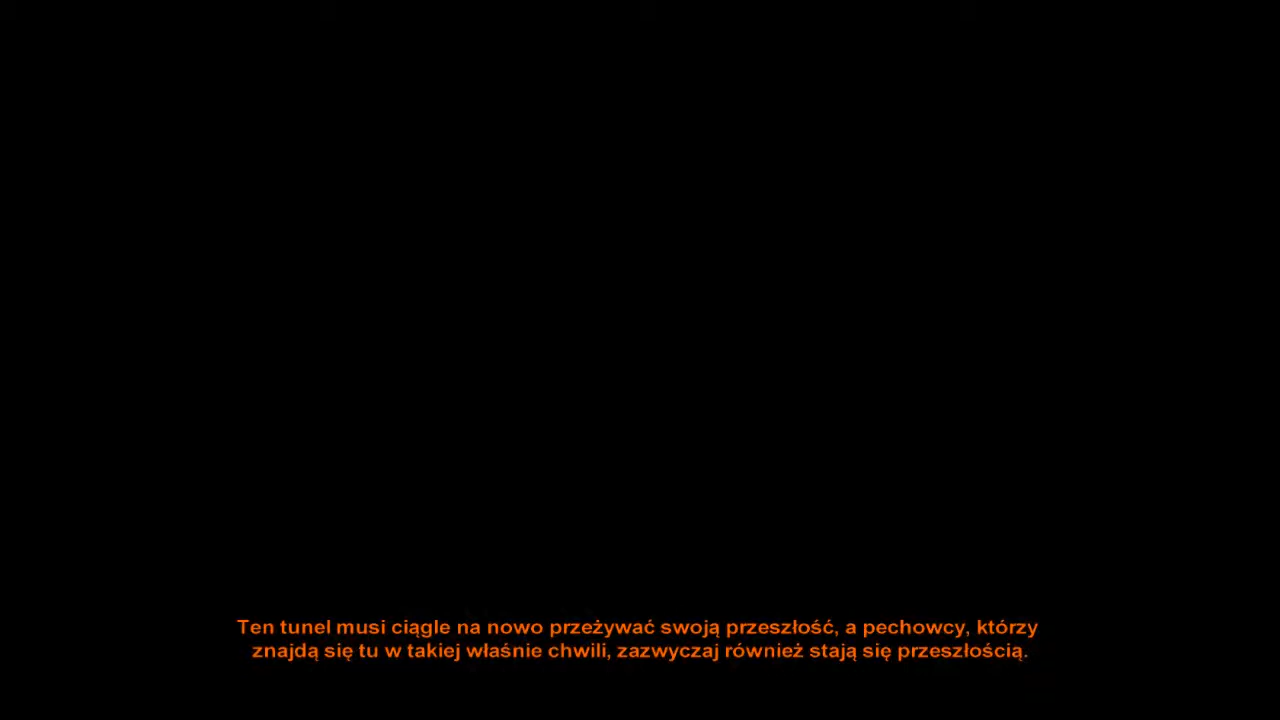 Ten tunel musi ciągle na nowo przeżywać swoją przeszłość, a pechowcy, którzy
znajdą się tu w takiej właśnie chwili, zazwyczaj również stają się przeszłością.